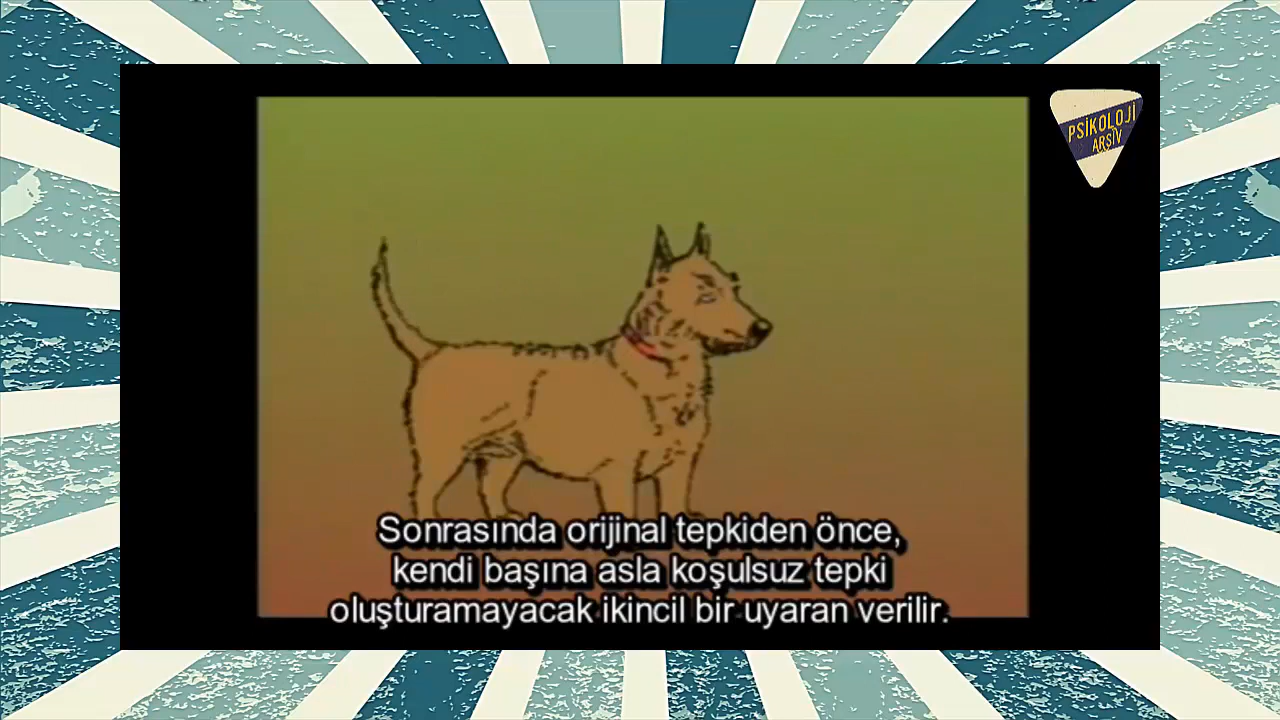 PSİKOLOJİ
ARŞİV
Sonrasında orijinal tepkiden önce,
kendi başına asla koşulsuz tepki
oluşturamayacak ikincil bir uyaran verilir.